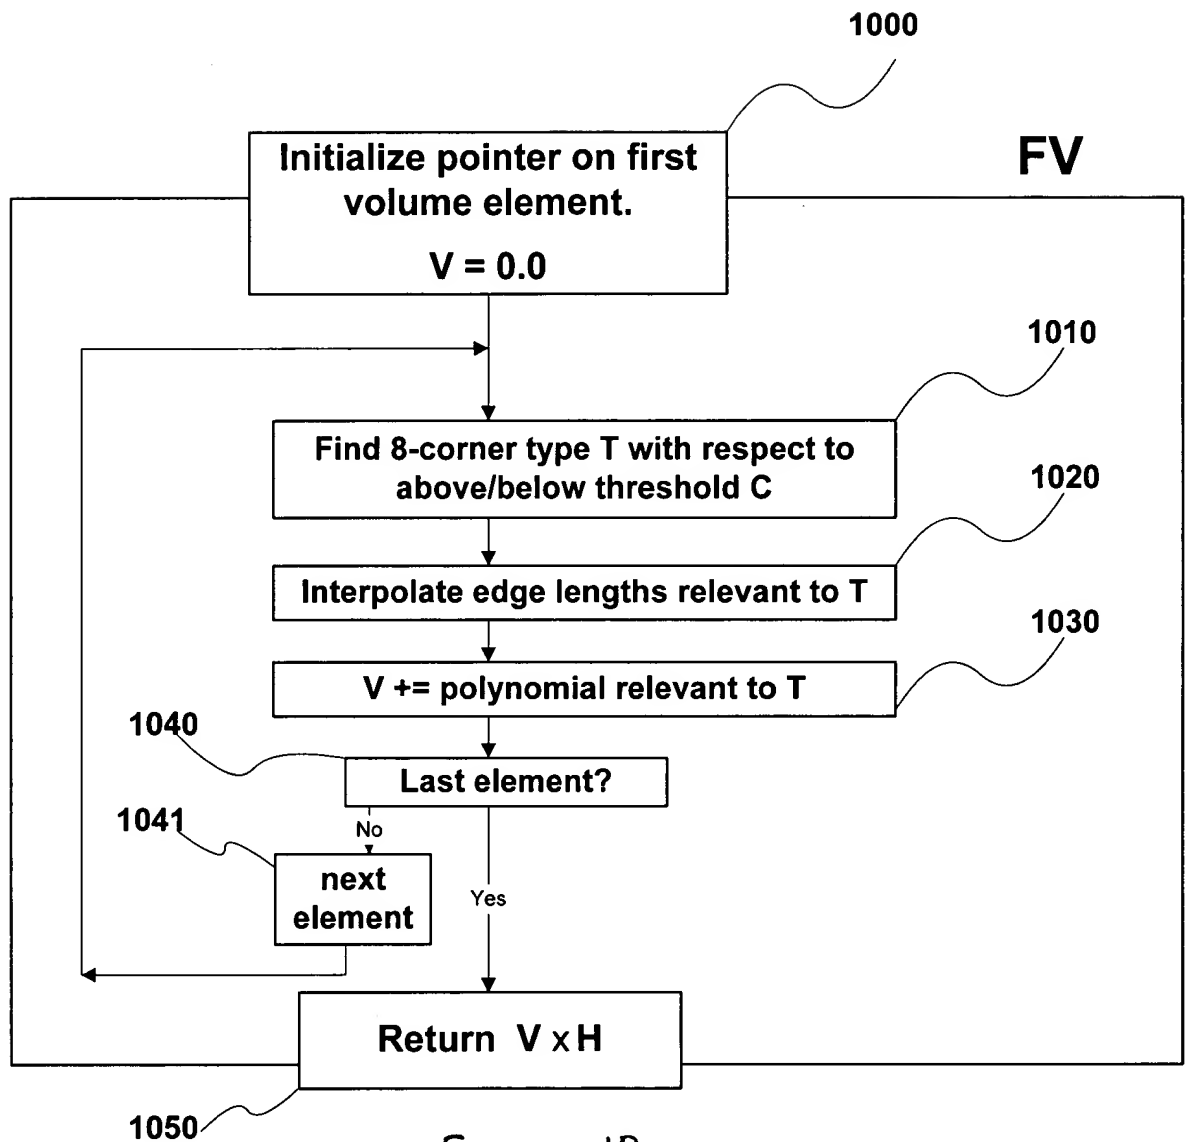 1000
FV
Initialize pointer on first
volume element.
V = 0.0
1010
Find 8-corner type T with respect to
above/below threshold C
1020
Interpolate edge lengths relevant to T
1030
V += polynomial relevant to T
1040
Last element?
1041
No
next
element
Yes
Return V x H
1050